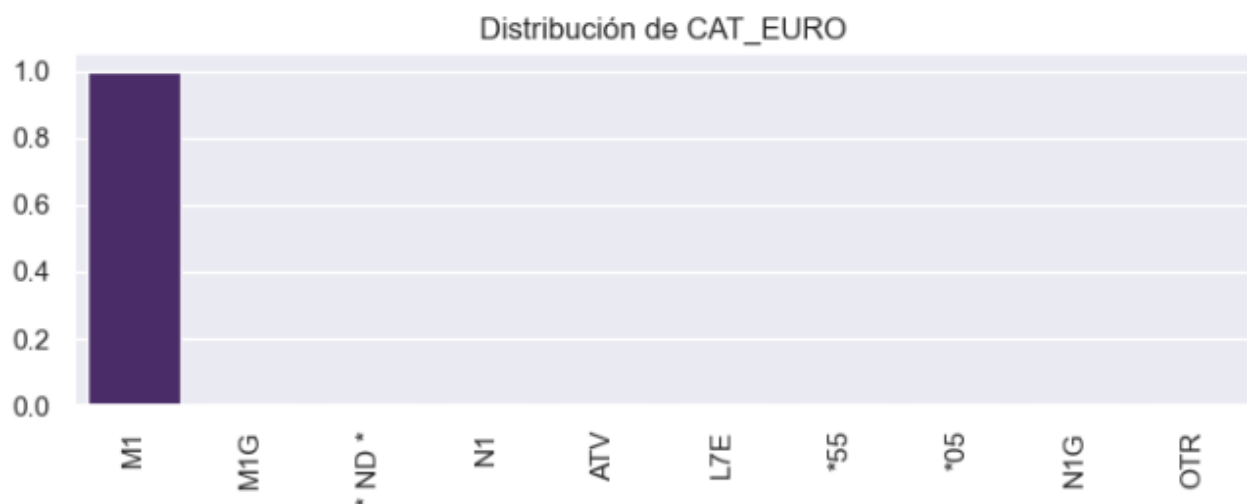 Distribución de CAT_EURO
1.0
0.8
0.6
0.4
0.2
0.0
M1
M1G
* ND *
N1
ATV
L7E
*55
*05
N1G
OTR